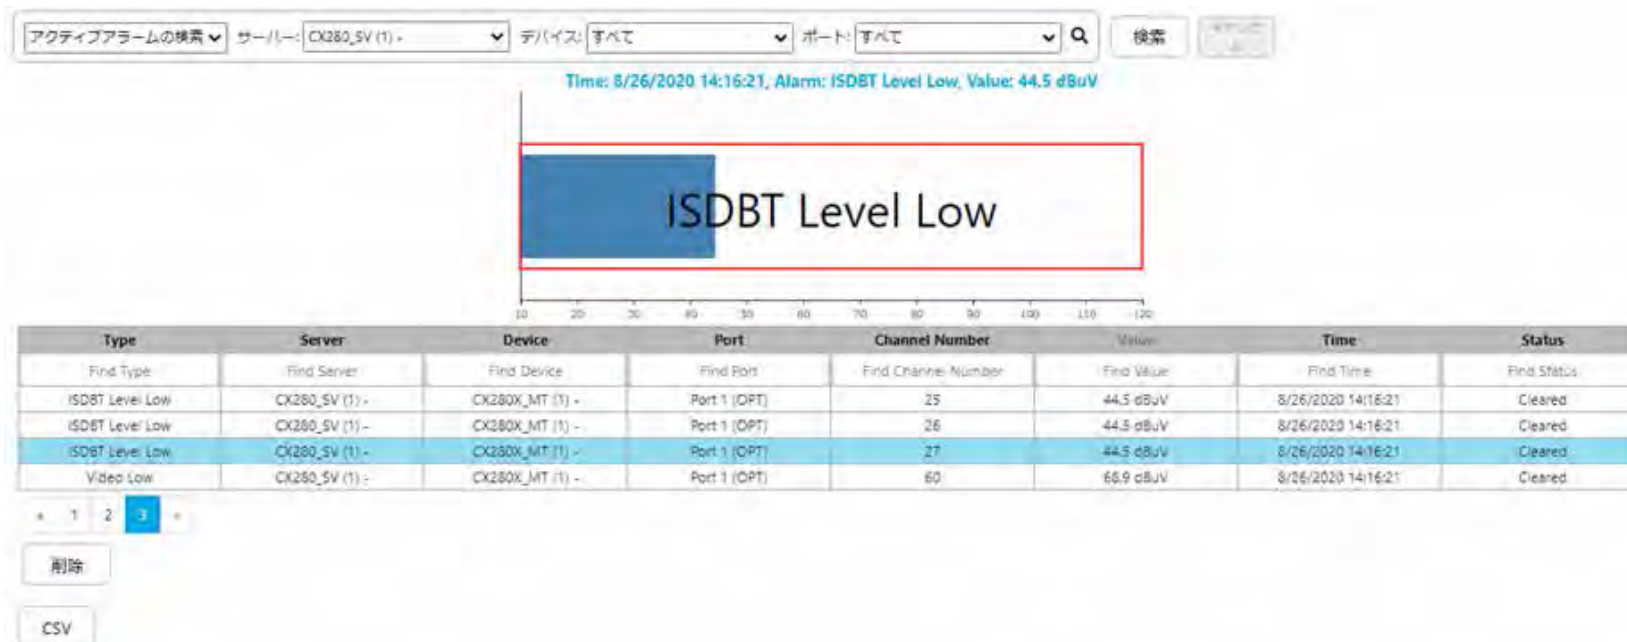 アクティブアラームの検索 サーバー: CX280_SV (1) - デバイス: すべて ポート: すべて 検索
Time: 8/26/2020 14:16:21, Alarm: ISDBT Level Low, Value: 44.5 dBuV
ISDBT Level Low
10 20 30 40 50 60 70 80 90 100 110 120
Type Server Device Port Channel Number Value Time Status
Find Type Find Server Find Device Find Port Find Channel Number Find Value Find Time Find Status
ISDBT Level Low CX280_SV (1) - CX280X_MT (1) - Port 1 (OPT) 25 44.5 dBuV 8/26/2020 14:16:21 Cleared
ISDBT Level Low CX280_SV (1) - CX280X_MT (1) - Port 1 (OPT) 26 44.5 dBuV 8/26/2020 14:16:21 Cleared
ISDBT Level Low CX280_SV (1) - CX280X_MT (1) - Port 1 (OPT) 27 44.5 dBuV 8/26/2020 14:16:21 Cleared
Video Low CX280_SV (1) - CX280X_MT (1) - Port 1 (OPT) 60 68.9 dBuV 8/26/2020 14:16:21 Cleared
« 1 2 3 »
削除
CSV